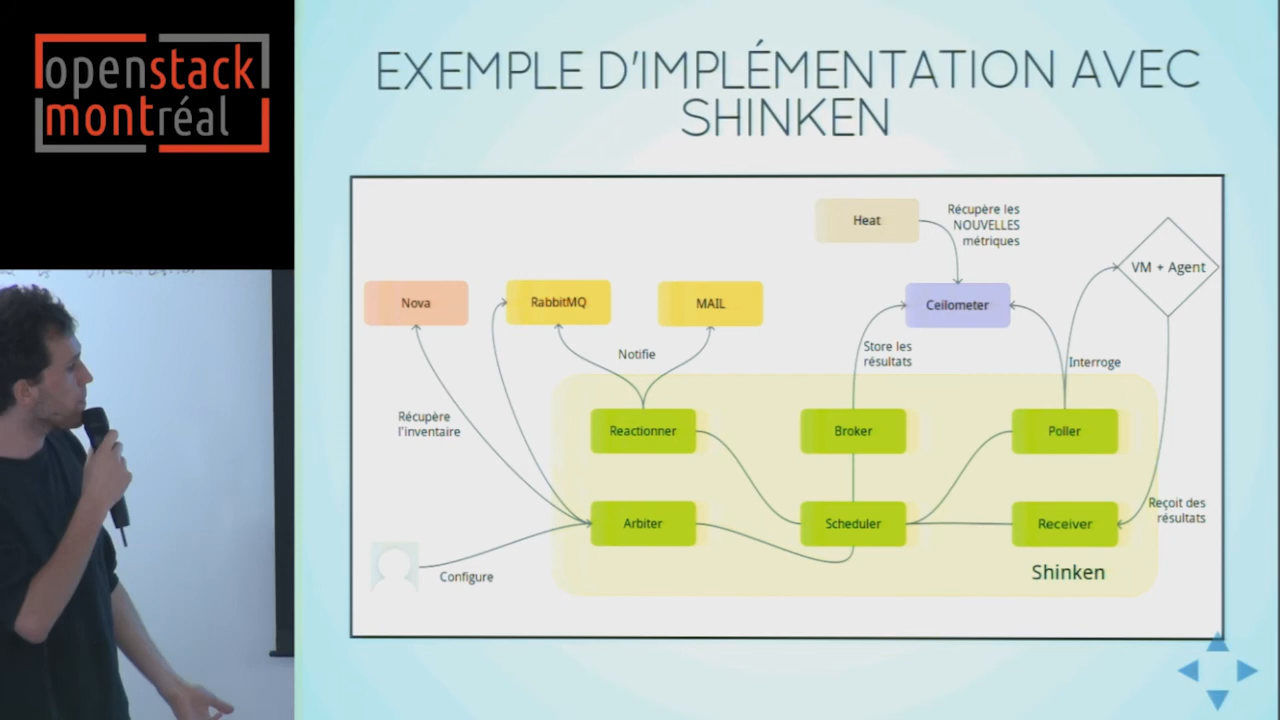 openstack
montréal
EXEMPLE D'IMPLÉMENTATION AVEC
SHINKEN
Heat
Récupère les
NOUVELLES
métriques
VM + Agent
Nova
RabbitMQ
MAIL
Ceilometer
Notifie
Store les
résultats
Interroge
Récupère
l'inventaire
Reactionner
Broker
Poller
Arbiter
Scheduler
Receiver
Reçoit des
résultats
Configure
Shinken